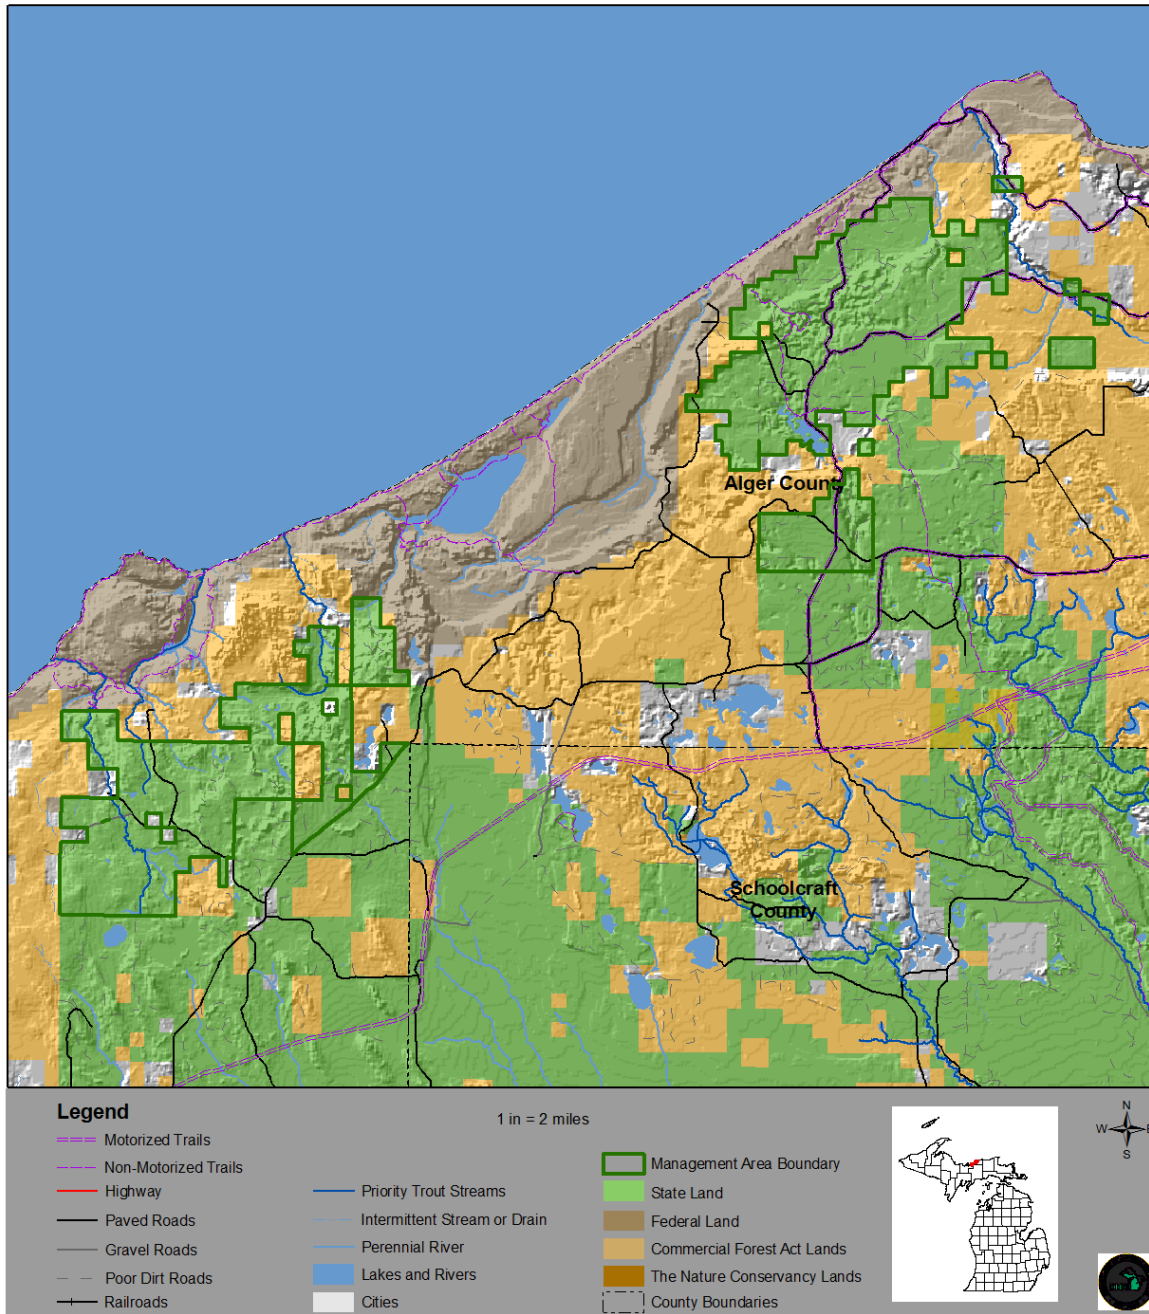 Alger Count
Schoolcraft
County
Legend
1 in = 2 miles
Motorized Trails
Non-Motorized Trails
Highway
Paved Roads
Gravel Roads
Poor Dirt Roads
Railroads
Priority Trout Streams
Intermittent Stream or Drain
Perennial River
Lakes and Rivers
Cities
Management Area Boundary
State Land
Federal Land
Commercial Forest Act Lands
The Nature Conservancy Lands
County Boundaries
N
W E
S